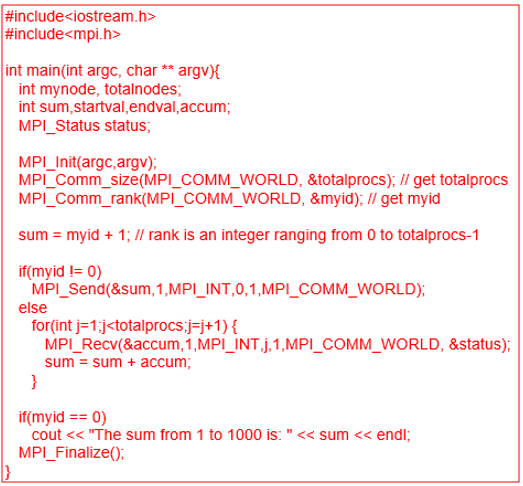 #include<iostream.h>
#include<mpi.h>
int main(int argc, char ** argv){
int mynode, totalnodes;
int sum,startval,endval,accum;
MPI_Status status;
MPI_Init(argc,argv);
MPI_Comm_size(MPI_COMM_WORLD, &totalprocs); // get totalprocs
MPI_Comm_rank(MPI_COMM_WORLD, &myid); // get myid
sum = myid + 1; // rank is an integer ranging from 0 to totalprocs-1
if(myid != 0)
MPI_Send(&sum,1,MPI_INT,0,1,MPI_COMM_WORLD);
else
for(int j=1;j<totalprocs;j=j+1) {
MPI_Recv(&accum,1,MPI_INT,j,1,MPI_COMM_WORLD, &status);
sum = sum + accum;
}
if(myid == 0)
cout << "The sum from 1 to 1000 is: " << sum << endl;
MPI_Finalize();
}